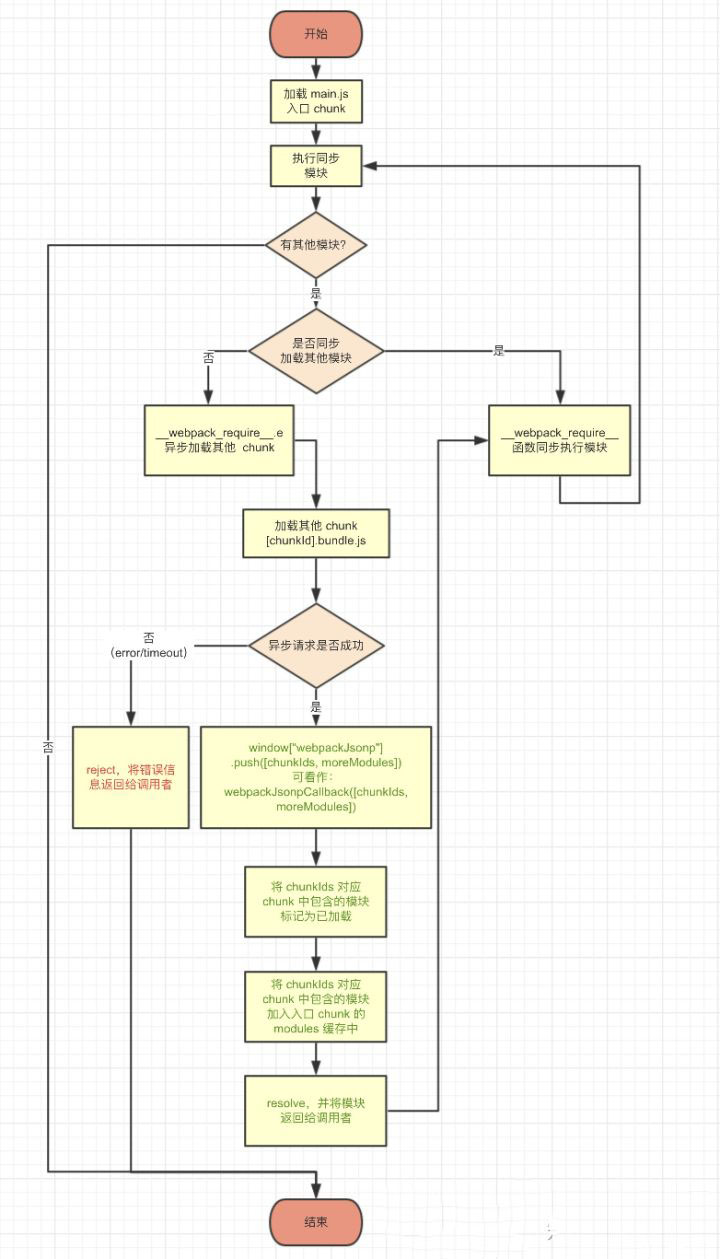 开始
加载 main.js
入口 chunk
执行同步
模块
有其他模块?
是
是否同步
加载其他模块
否
是
__webpack_require__.e
异步加载其他 chunk
__webpack_require__
函数同步执行模块
加载其他 chunk
[chunkId].bundle.js
异步请求是否成功
否
（error/timeout）
是
否
reject，将错误信
息返回给调用者
window["webpackJsonp"]
.push([chunkIds, moreModules])
可看作：
webpackJsonpCallback([chunkIds,
moreModules])
将 chunkIds 对应
chunk 中包含的模块
标记为已加载
将 chunkIds 对应
chunk 中包含的模块
加入入口 chunk 的
modules 缓存中
resolve，并将模块
返回给调用者
结束